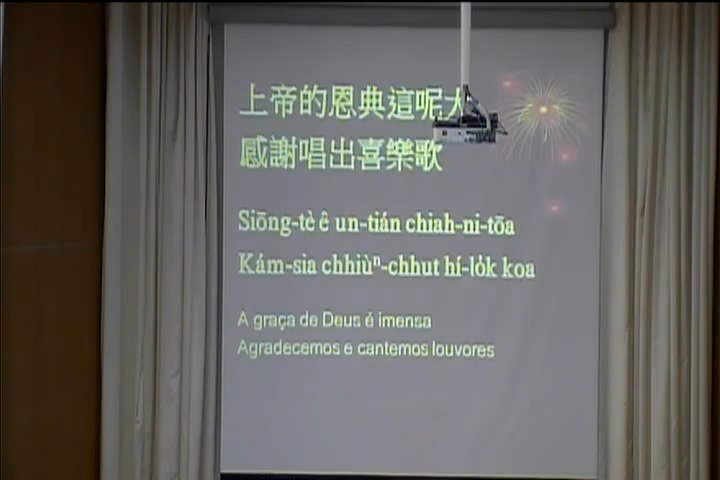 上帝的恩典這呢大
感謝唱出喜樂歌
Siōng-tè ê un-tián chiah-ni-tōa
Kám-sia chhiùⁿ-chhut hí-lo̍k koa
A graça de Deus é imensa
Agradecemos e cantemos louvores